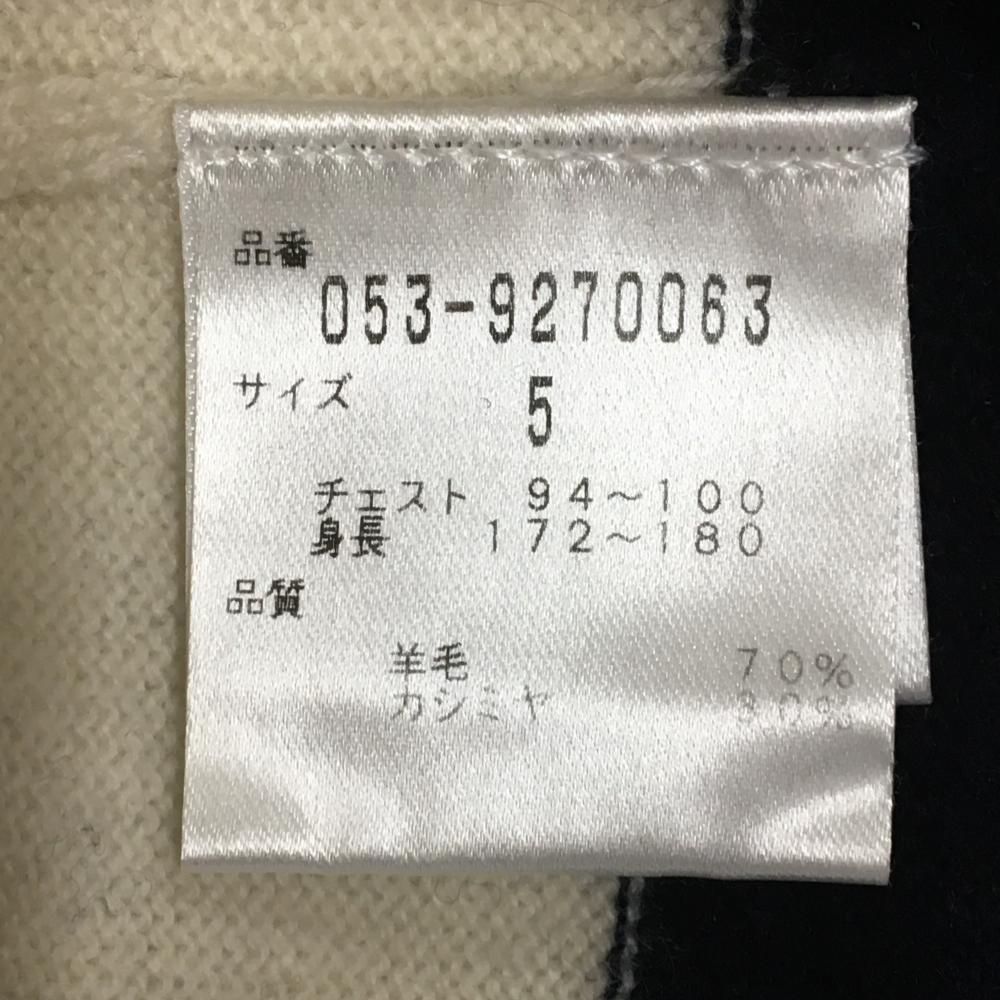 品番
053-9270063
サイズ 5
チェスト 94～100
身長 172～180
品質
羊毛 70%
カシミヤ 30%